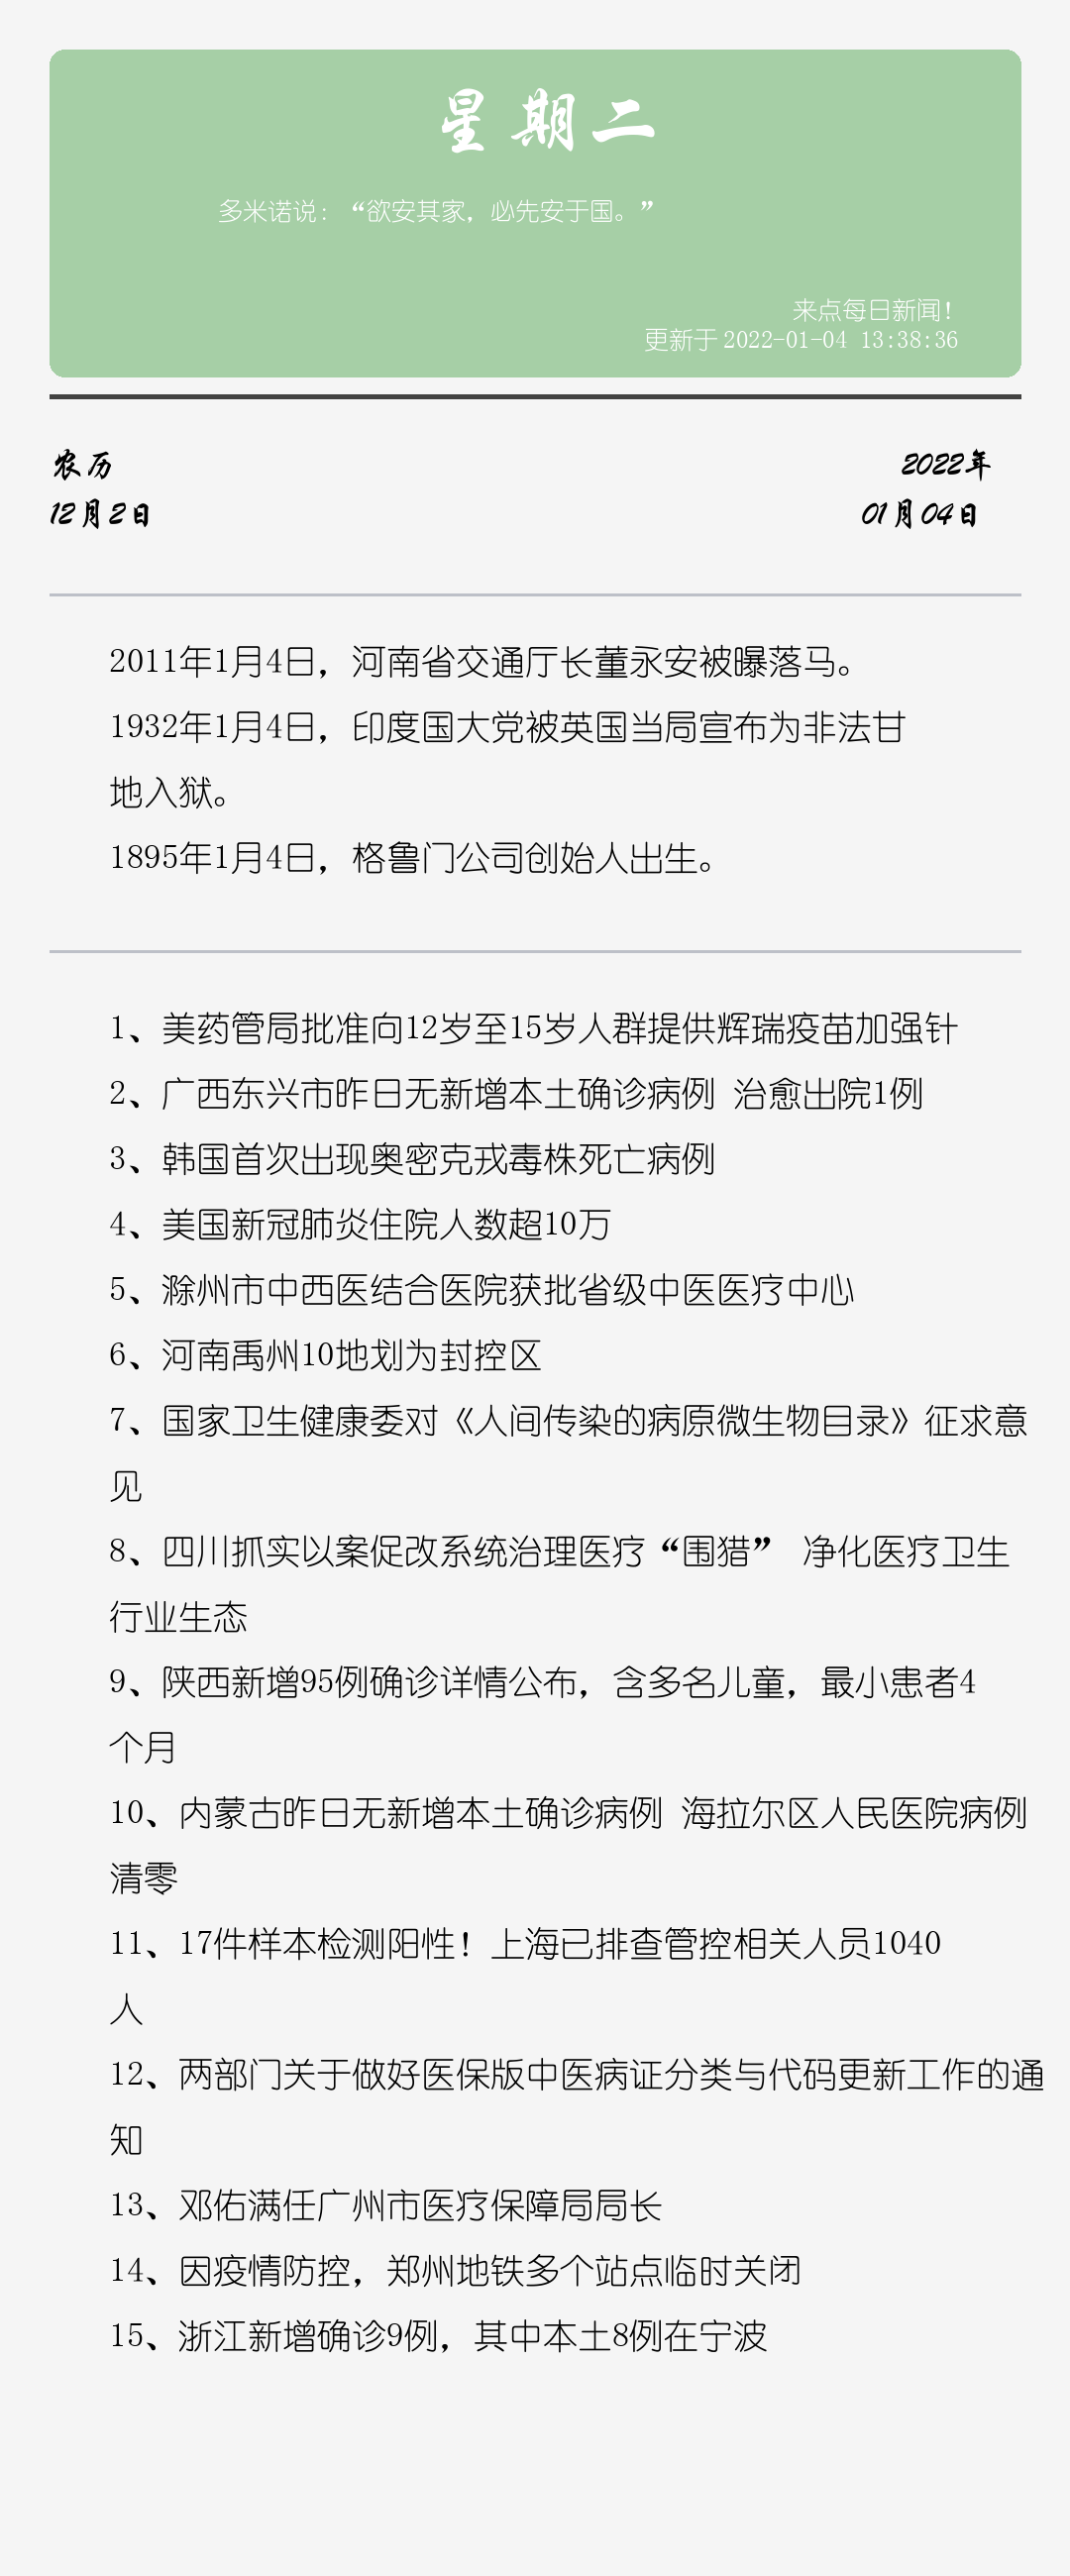 星期二
多米诺说：“欲安其家，必先安于国。”
来点每日新闻！
更新于 2022-01-04 13:38:36
农历
2022年
12月2日
01月04日
2011年1月4日，河南省交通厅长董永安被曝落马。
1932年1月4日，印度国大党被英国当局宣布为非法甘
地入狱。
1895年1月4日，格鲁门公司创始人出生。
1、美药管局批准向12岁至15岁人群提供辉瑞疫苗加强针
2、广西东兴市昨日无新增本土确诊病例 治愈出院1例
3、韩国首次出现奥密克戎毒株死亡病例
4、美国新冠肺炎住院人数超10万
5、滁州市中西医结合医院获批省级中医医疗中心
6、河南禹州10地划为封控区
7、国家卫生健康委对《人间传染的病原微生物目录》征求意
见
8、四川抓实以案促改系统治理医疗“围猎” 净化医疗卫生
行业生态
9、陕西新增95例确诊详情公布，含多名儿童，最小患者4
个月
10、内蒙古昨日无新增本土确诊病例 海拉尔区人民医院病例
清零
11、17件样本检测阳性！上海已排查管控相关人员1040
人
12、两部门关于做好医保版中医病证分类与代码更新工作的通
知
13、邓佑满任广州市医疗保障局局长
14、因疫情防控，郑州地铁多个站点临时关闭
15、浙江新增确诊9例，其中本土8例在宁波